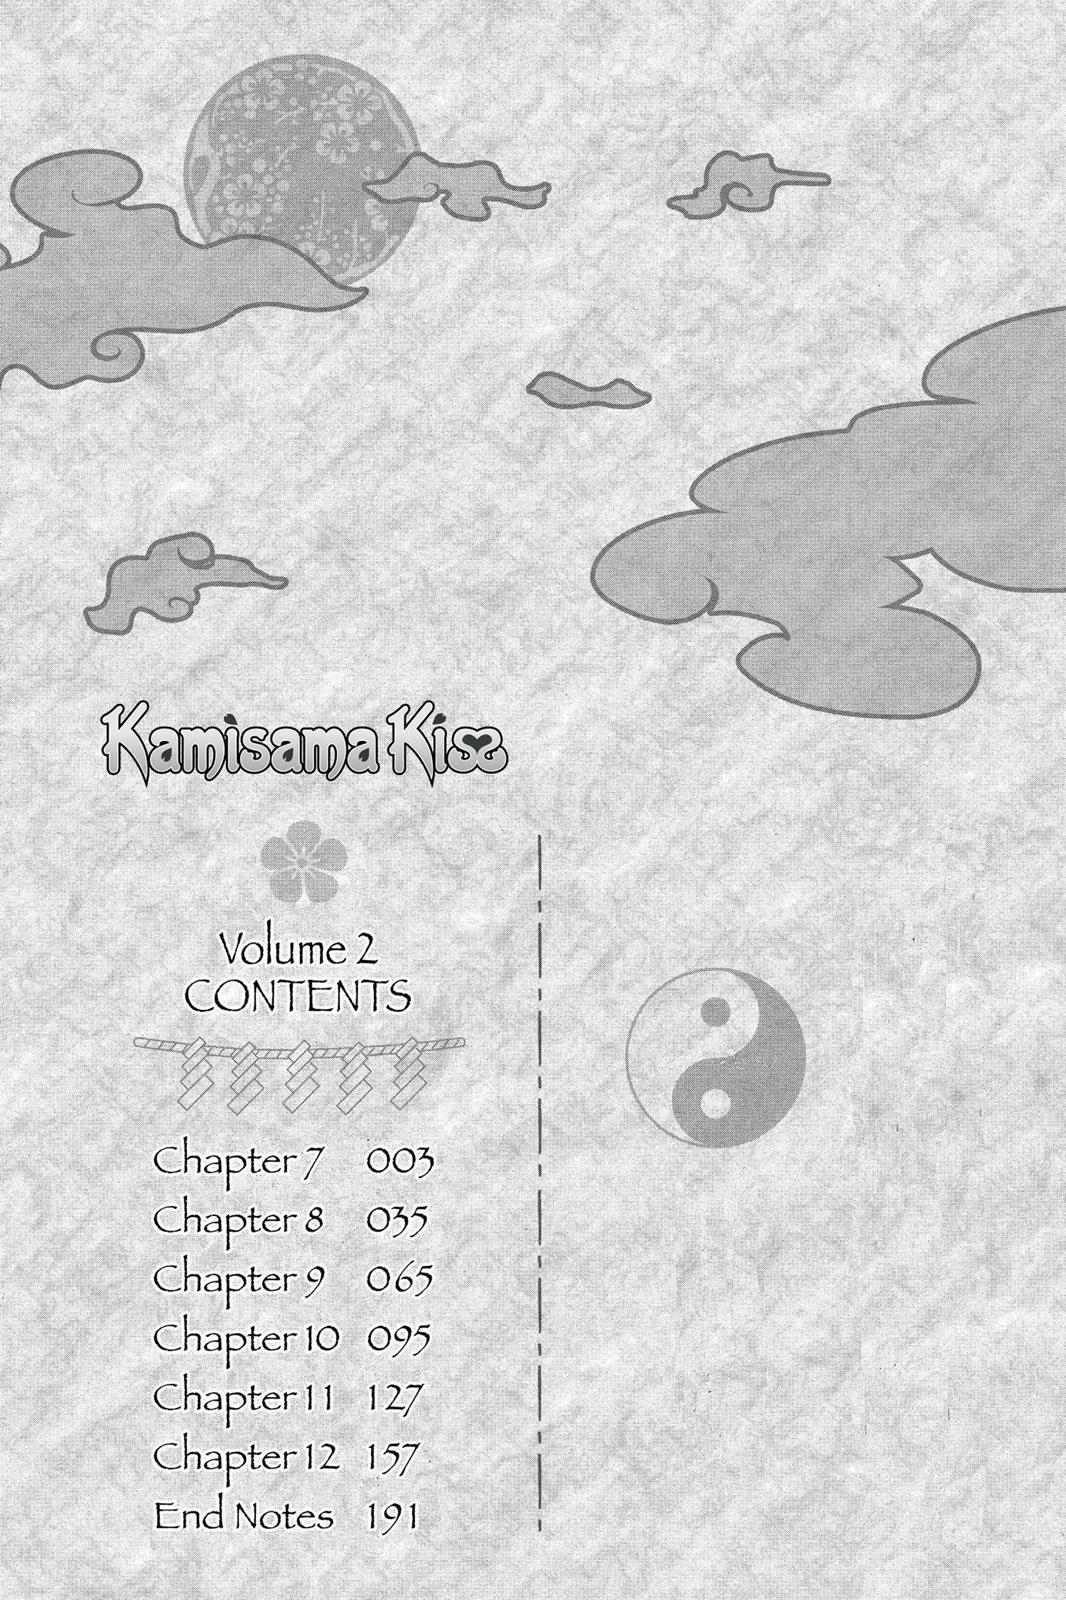 Kamisama Kiss
Volume 2
CONTENTS
Chapter 7 003
Chapter 8 035
Chapter 9 065
Chapter 10 095
Chapter 11 127
Chapter 12 157
End Notes 191